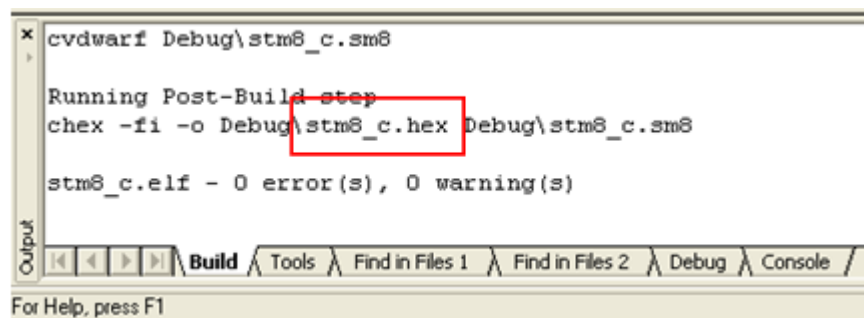 cvdwarf Debug\stm8_c.sm8
Running Post-Build step
chex -fi -o Debug\stm8_c.hex Debug\stm8_c.sm8
stm8_c.elf - 0 error(s), 0 warning(s)
Output
Build Tools Find in Files 1 Find in Files 2 Debug Console
For Help, press F1